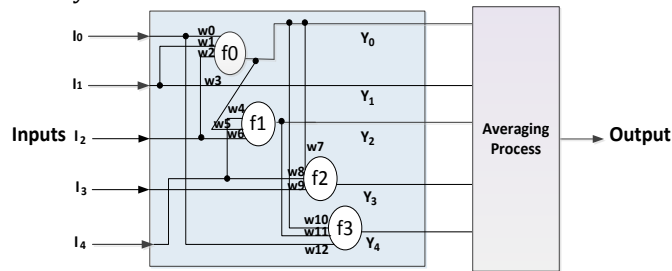 I0
w0
w1
w2
f0
Y0
I1
w3
Y1
w4
w5
w6
f1
Inputs I2
Y2
Averaging
Process
Output
w7
w8
w9
f2
I3
Y3
w10
w11
w12
f3
I4
Y4